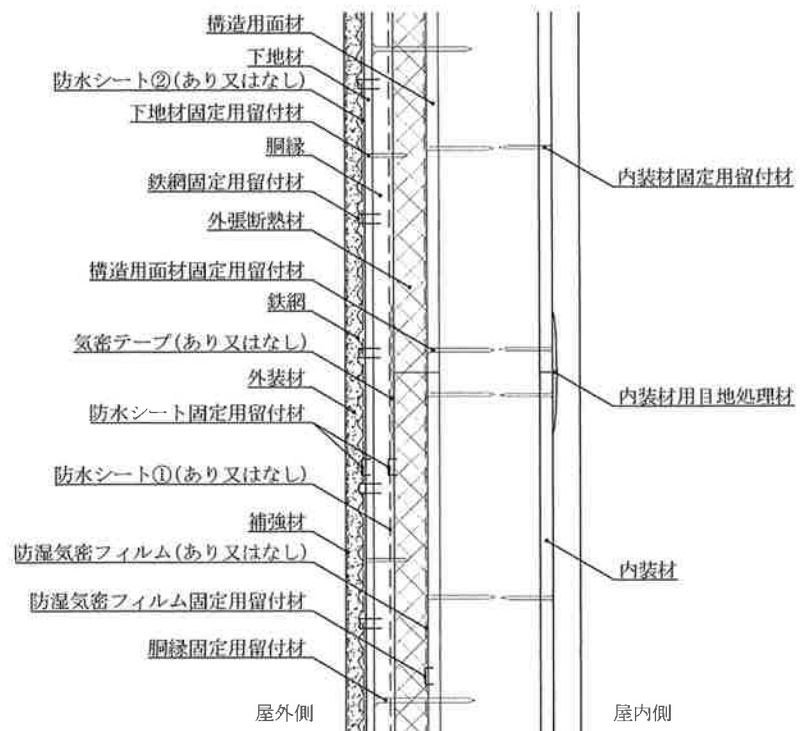 構造用面材
下地材
防水シート②(あり又はなし)
下地材固定用留付材
胴縁
鉄網固定用留付材
外張断熱材
構造用面材固定用留付材
鉄網
気密テープ(あり又はなし)
外装材
防水シート固定用留付材
防水シート①(あり又はなし)
補強材
防湿気密フィルム(あり又はなし)
防湿気密フィルム固定用留付材
胴縁固定用留付材
屋外側
内装材固定用留付材
内装材用目地処理材
内装材
屋内側